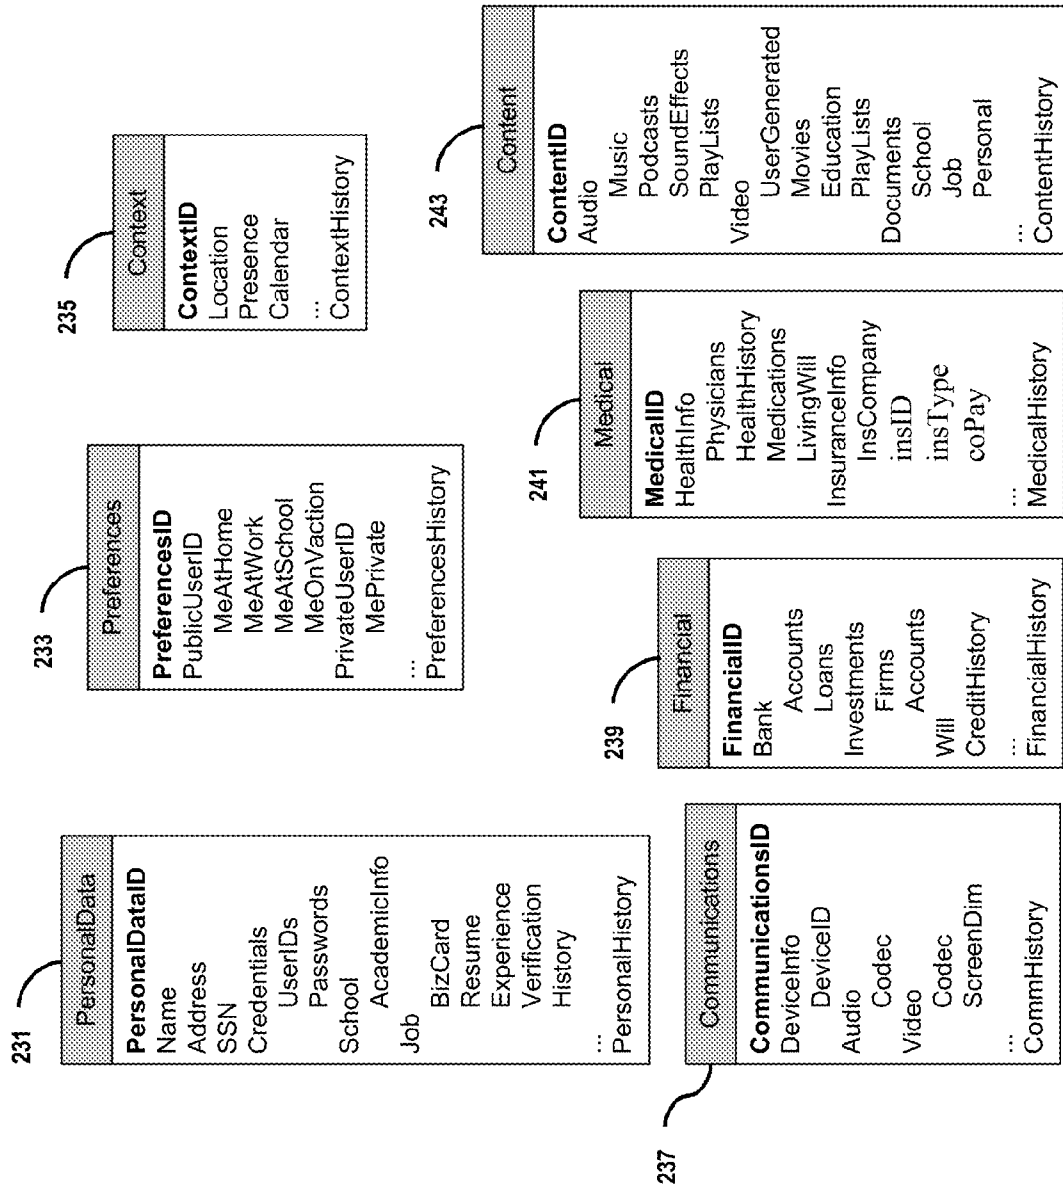 231
PersonalData
PersonalDataID
Name
Address
SSN
Credentials
UserIDs
Passwords
School
AcademicInfo
Job
BizCard
Resume
Experience
Verification
History
...
PersonalHistory
233
Preferences
PreferencesID
PublicUserID
MeAtHome
MeAtWork
MeAtSchool
MeOnVaction
PrivateUserID
MePrivate
...
PreferencesHistory
235
Context
ContextID
Location
Presence
Calendar
...
ContextHistory
237
Communications
CommunicationsID
DeviceInfo
DeviceID
Audio
Codec
Video
Codec
ScreenDim
...
CommHistory
239
Financial
FinancialID
Bank
Accounts
Loans
Investments
Firms
Accounts
Will
CreditHistory
...
FinancialHistory
241
Medical
MedicalID
HealthInfo
Physicians
HealthHistory
Medications
LivingWill
InsuranceInfo
InsCompany
insID
insType
coPay
...
MedicalHistory
243
Content
ContentID
Audio
Music
Podcasts
SoundEffects
PlayLists
Video
UserGenerated
Movies
Education
PlayLists
Documents
School
Job
Personal
...
ContentHistory